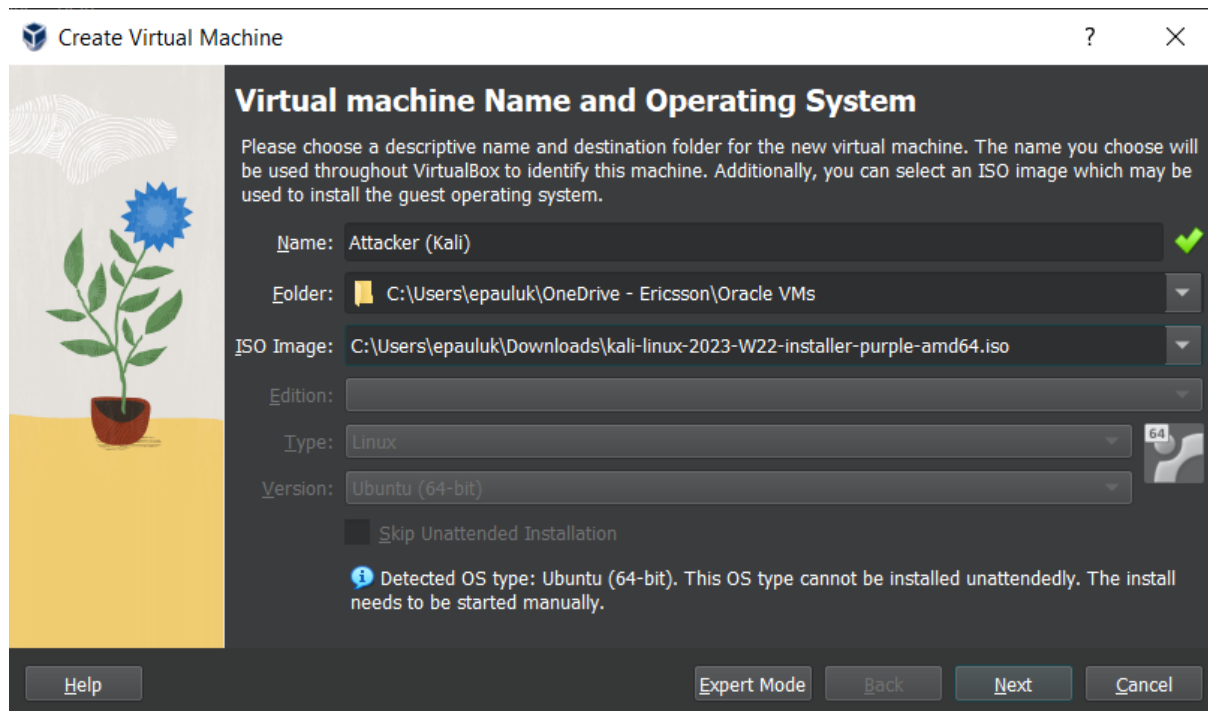 Create Virtual Machine
?
Virtual machine Name and Operating System
Please choose a descriptive name and destination folder for the new virtual machine. The name you choose will
be used throughout VirtualBox to identify this machine. Additionally, you can select an ISO image which may be
used to install the guest operating system.
Name: Attacker (Kali)
Folder: C:\Users\epauluk\OneDrive - Ericsson\Oracle VMs
ISO Image: C:\Users\epauluk\Downloads\kali-linux-2023-W22-installer-purple-amd64.iso
Edition:
Type: Linux
64
Version: Ubuntu (64-bit)
Skip Unattended Installation
Detected OS type: Ubuntu (64-bit). This OS type cannot be installed unattendedly. The install
needs to be started manually.
Help Expert Mode Back Next Cancel